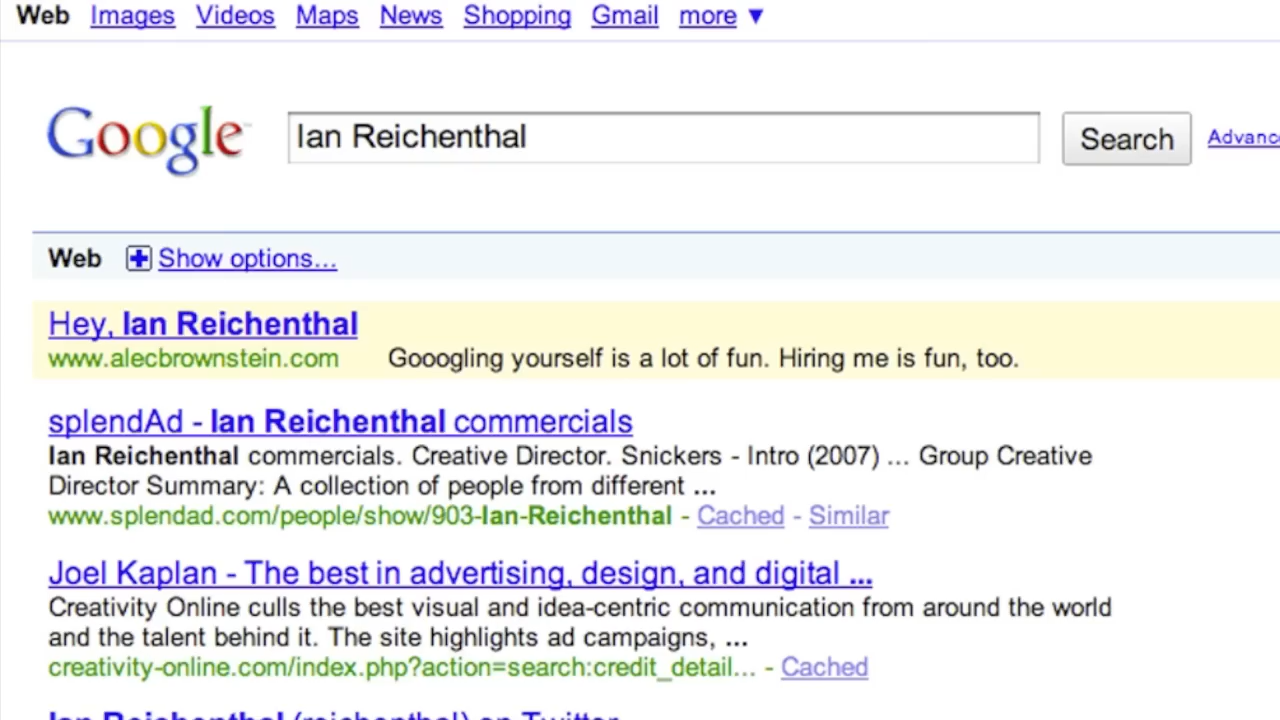 Web Images Videos Maps News Shopping Gmail more ▼
Google Ian Reichenthal Search Advanc
Web Show options...
Hey, Ian Reichenthal
www.alecbrownstein.com Gooogling yourself is a lot of fun. Hiring me is fun, too.
splendAd - Ian Reichenthal commercials
Ian Reichenthal commercials. Creative Director. Snickers - Intro (2007) ... Group Creative
Director Summary: A collection of people from different ...
www.splendad.com/people/show/903-Ian-Reichenthal - Cached - Similar
Joel Kaplan - The best in advertising, design, and digital ...
Creativity Online culls the best visual and idea-centric communication from around the world
and the talent behind it. The site highlights ad campaigns, ...
creativity-online.com/index.php?action=search:credit_detail... - Cached
Ian Reichenthal (reichenthal) on Twitter